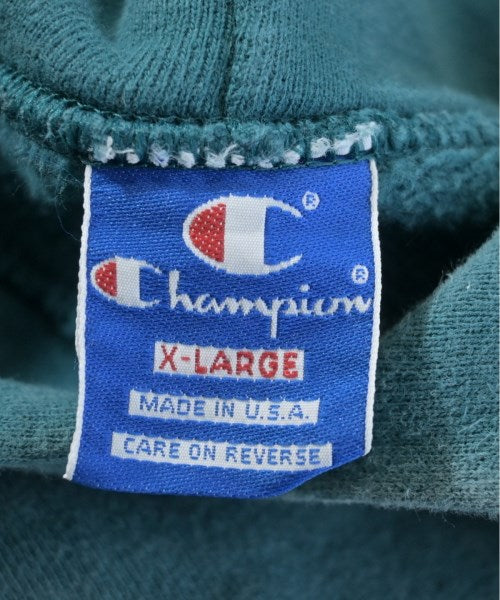 C®
Champion®
X-LARGE
MADE IN U.S.A.
CARE ON REVERSE